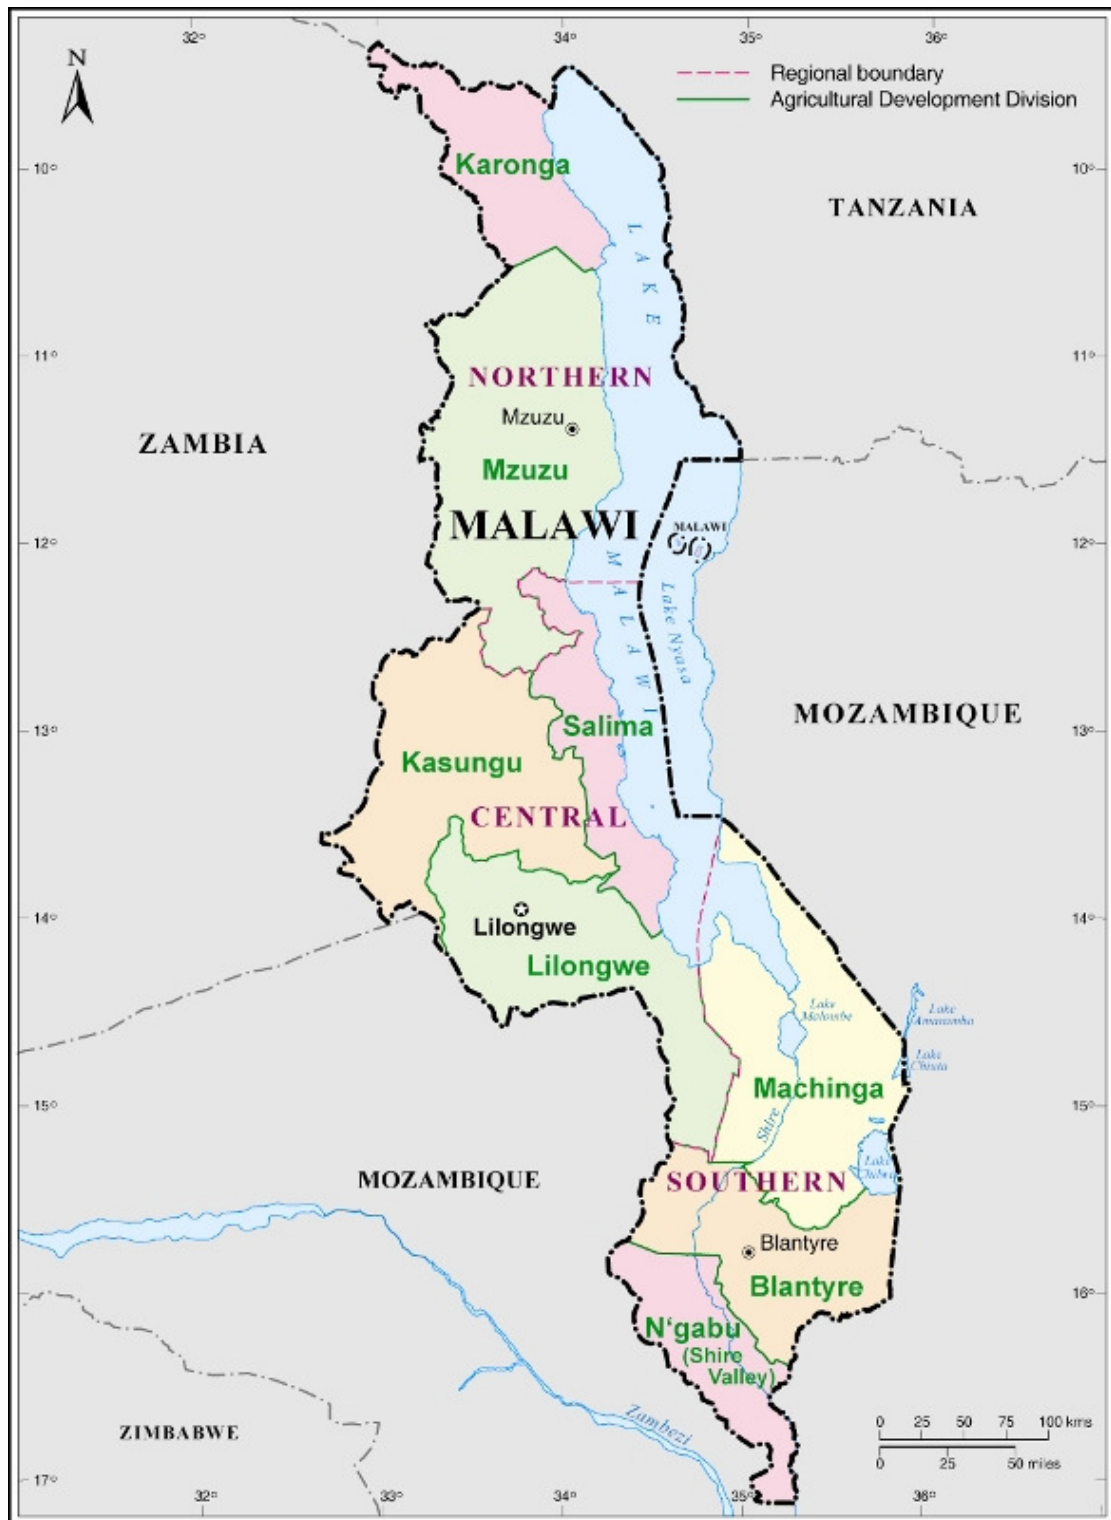 32°
34°
35°
36°
N
Regional boundary
Agricultural Development Division
10°
Karonga
10°
TANZANIA
LAKE
11°
11°
NORTHERN
Mzuzu
ZAMBIA
Mzuzu
MALAWI
MALAWI
12°
12°
MALAWI
Lake Nyasa
Salima
MOZAMBIQUE
13°
13°
Kasungu
CENTRAL
14°
14°
Lilongwe
Lilongwe
Lake
Malombe
Lake
Amaramba
Lake
Chiuta
Machinga
15°
15°
Shire
Lake
Chilwa
MOZAMBIQUE
SOUTHERN
Blantyre
Blantyre
16°
16°
N‘gabu
(Shire
Valley)
Zambezi
ZIMBABWE
0 25 50 75 100 kms
0 25 50 miles
17°
17°
32°
33°
34°
35°
36°